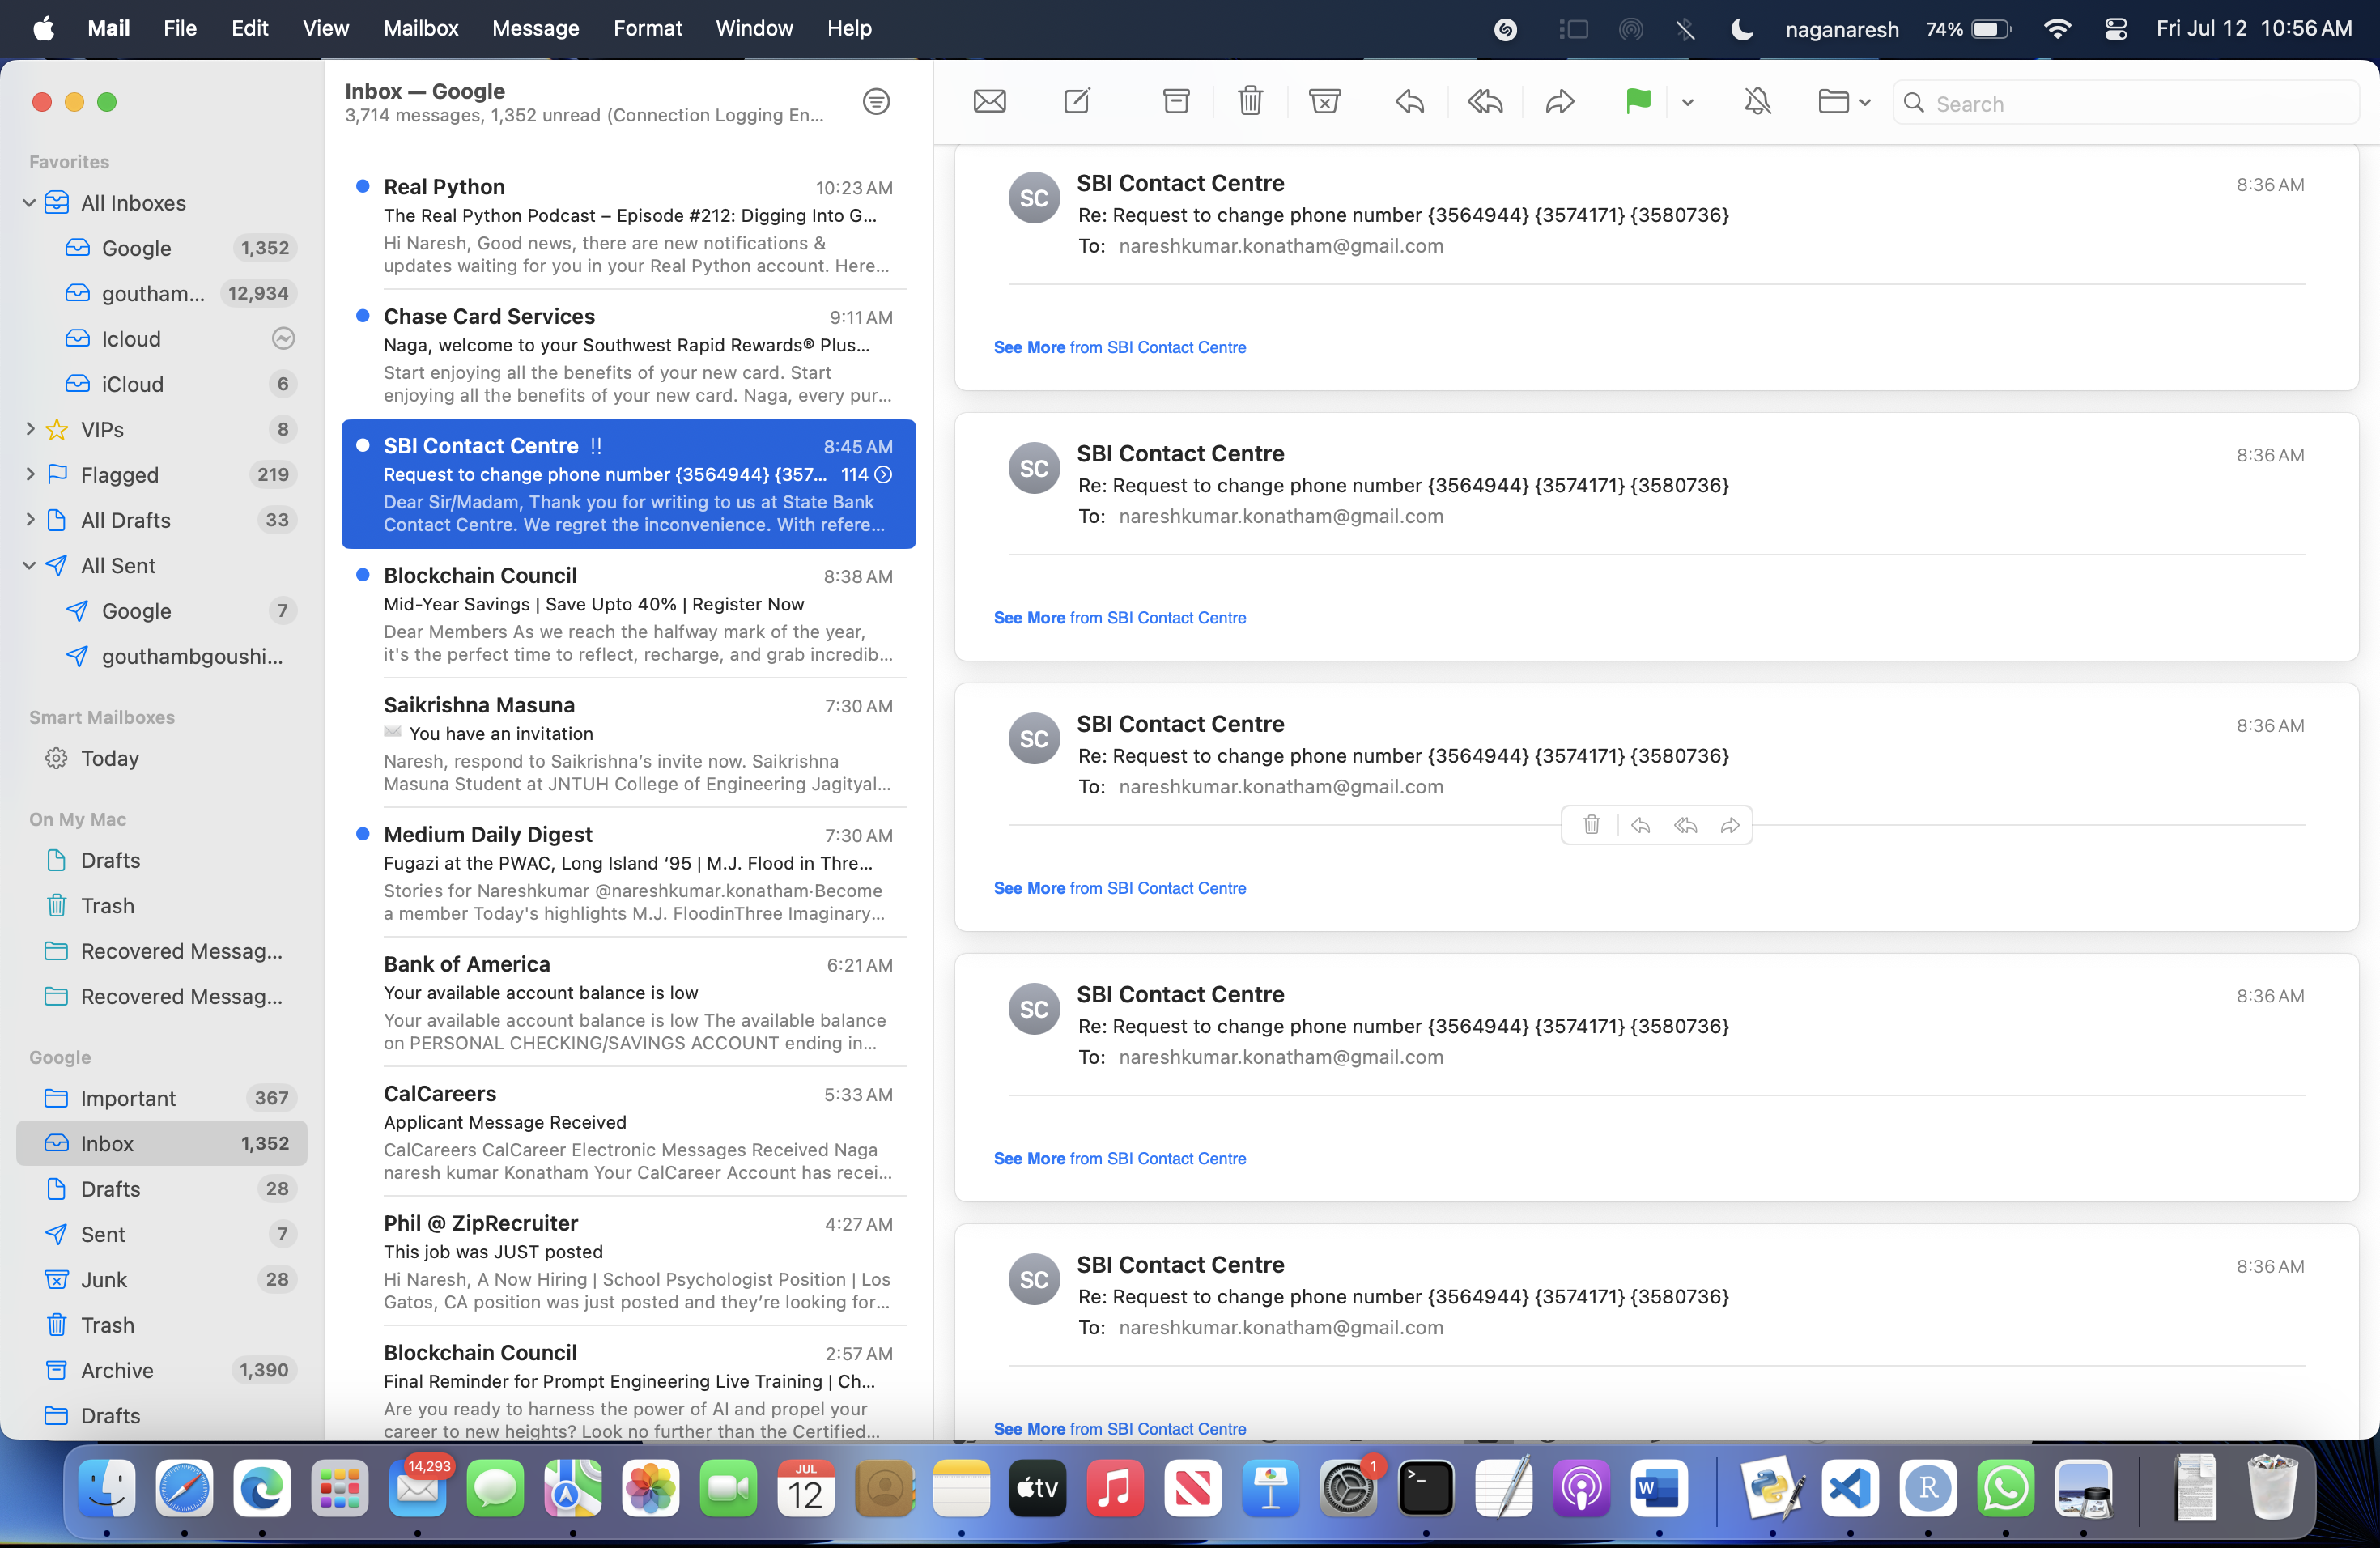 Mail File Edit View Mailbox Message Format Window Help
naganaresh 74% Fri Jul 12 10:56 AM
Favorites
All Inboxes
Google 1,352
goutham... 12,934
Icloud
iCloud 6
VIPs 8
Flagged 219
All Drafts 33
All Sent
Google 7
gouthambgoushi...
Smart Mailboxes
Today
On My Mac
Drafts
Trash
Recovered Messag...
Recovered Messag...
Google
Important 367
Inbox 1,352
Drafts 28
Sent 7
Junk 28
Trash
Archive 1,390
Drafts
Inbox — Google
3,714 messages, 1,352 unread (Connection Logging En...
Real Python 10:23 AM
The Real Python Podcast – Episode #212: Digging Into G...
Hi Naresh, Good news, there are new notifications &
updates waiting for you in your Real Python account. Here...
Chase Card Services 9:11 AM
Naga, welcome to your Southwest Rapid Rewards® Plus...
Start enjoying all the benefits of your new card. Start
enjoying all the benefits of your new card. Naga, every pur...
SBI Contact Centre !! 8:45 AM
Request to change phone number {3564944} {357... 114
Dear Sir/Madam, Thank you for writing to us at State Bank
Contact Centre. We regret the inconvenience. With refere...
Blockchain Council 8:38 AM
Mid-Year Savings | Save Upto 40% | Register Now
Dear Members As we reach the halfway mark of the year,
it's the perfect time to reflect, recharge, and grab incredib...
Saikrishna Masuna 7:30 AM
You have an invitation
Naresh, respond to Saikrishna's invite now. Saikrishna
Masuna Student at JNTUH College of Engineering Jagityal...
Medium Daily Digest 7:30 AM
Fugazi at the PWAC, Long Island ‘95 | M.J. Flood in Thre...
Stories for Nareshkumar @nareshkumar.konatham·Become
a member Today's highlights M.J. FloodinThree Imaginary...
Bank of America 6:21 AM
Your available account balance is low
Your available account balance is low The available balance
on PERSONAL CHECKING/SAVINGS ACCOUNT ending in...
CalCareers 5:33 AM
Applicant Message Received
CalCareers CalCareer Electronic Messages Received Naga
naresh kumar Konatham Your CalCareer Account has recei...
Phil @ ZipRecruiter 4:27 AM
This job was JUST posted
Hi Naresh, A Now Hiring | School Psychologist Position | Los
Gatos, CA position was just posted and they're looking for...
Blockchain Council 2:57 AM
Final Reminder for Prompt Engineering Live Training | Ch...
Are you ready to harness the power of AI and propel your
career to new heights? Look no further than the Certified...
Search
SC SBI Contact Centre 8:36 AM
Re: Request to change phone number {3564944} {3574171} {3580736}
To: nareshkumar.konatham@gmail.com
See More from SBI Contact Centre
SC SBI Contact Centre 8:36 AM
Re: Request to change phone number {3564944} {3574171} {3580736}
To: nareshkumar.konatham@gmail.com
See More from SBI Contact Centre
SC SBI Contact Centre 8:36 AM
Re: Request to change phone number {3564944} {3574171} {3580736}
To: nareshkumar.konatham@gmail.com
See More from SBI Contact Centre
SC SBI Contact Centre 8:36 AM
Re: Request to change phone number {3564944} {3574171} {3580736}
To: nareshkumar.konatham@gmail.com
See More from SBI Contact Centre
SC SBI Contact Centre 8:36 AM
Re: Request to change phone number {3564944} {3574171} {3580736}
To: nareshkumar.konatham@gmail.com
See More from SBI Contact Centre
14,293 JUL 12 tv 1 >_ W R